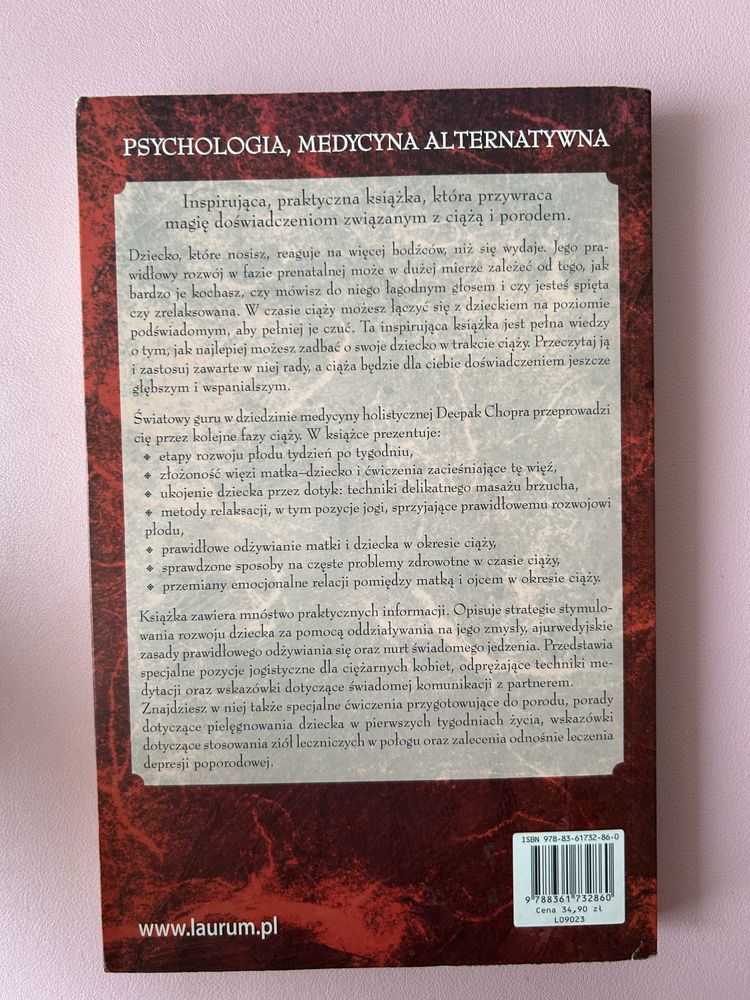 PSYCHOLOGIA, MEDYCYNA ALTERNATYWNA
Inspirująca, praktyczna książka, która przywraca
magię doświadczeniom związanym z ciążą i porodem.
Dziecko, które nosisz, reaguje na więcej bodźców, niż się wydaje. Jego pra-
widłowy rozwój w fazie prenatalnej może w dużej mierze zależeć od tego, jak
bardzo je kochasz, czy mówisz do niego łagodnym głosem i czy jesteś spięta
czy zrelaksowana. W czasie ciąży możesz łączyć się z dzieckiem na poziomie
podświadomym, aby pełniej je czuć. Ta inspirująca książka jest pełna wiedzy
o tym, jak najlepiej możesz zadbać o swoje dziecko w trakcie ciąży. Przeczytaj ją
i zastosuj zawarte w niej rady, a ciąża będzie dla ciebie doświadczeniem jeszcze
głębszym i wspanialszym.
Światowy guru w dziedzinie medycyny holistycznej Deepak Chopra przeprowadzi
cię przez kolejne fazy ciąży. W książce prezentuje:
etapy rozwoju płodu tydzień po tygodniu,
złożoność więzi matka–dziecko i ćwiczenia zacieśniające tę więź,
ukojenie dziecka przez dotyk: techniki delikatnego masażu brzucha,
metody relaksacji, w tym pozycje jogi, sprzyjające prawidłowemu rozwojowi
płodu,
prawidłowe odżywianie matki i dziecka w okresie ciąży,
sprawdzone sposoby na częste problemy zdrowotne w czasie ciąży,
przemiany emocjonalne relacji pomiędzy matką i ojcem w okresie ciąży.
Książka zawiera mnóstwo praktycznych informacji. Opisuje strategie stymulo-
wania rozwoju dziecka za pomocą oddziaływania na jego zmysły, ajurwedyjskie
zasady prawidłowego odżywiania się oraz nurt świadomego jedzenia. Przedstawia
specjalne pozycje jogistyczne dla ciężarnych kobiet, odprężające techniki me-
dytacji oraz wskazówki dotyczące świadomej komunikacji z partnerem.
Znajdziesz w niej także specjalne ćwiczenia przygotowujące do porodu, porady
dotyczące pielęgnowania dziecka w pierwszych tygodniach życia, wskazówki
dotyczące stosowania ziół leczniczych w połogu oraz zalecenia odnośnie leczenia
depresji poporodowej.
ISBN 978-83-61732-86-0
9 788361 732860
Cena 34,90 zł
L09023
www.laurum.pl